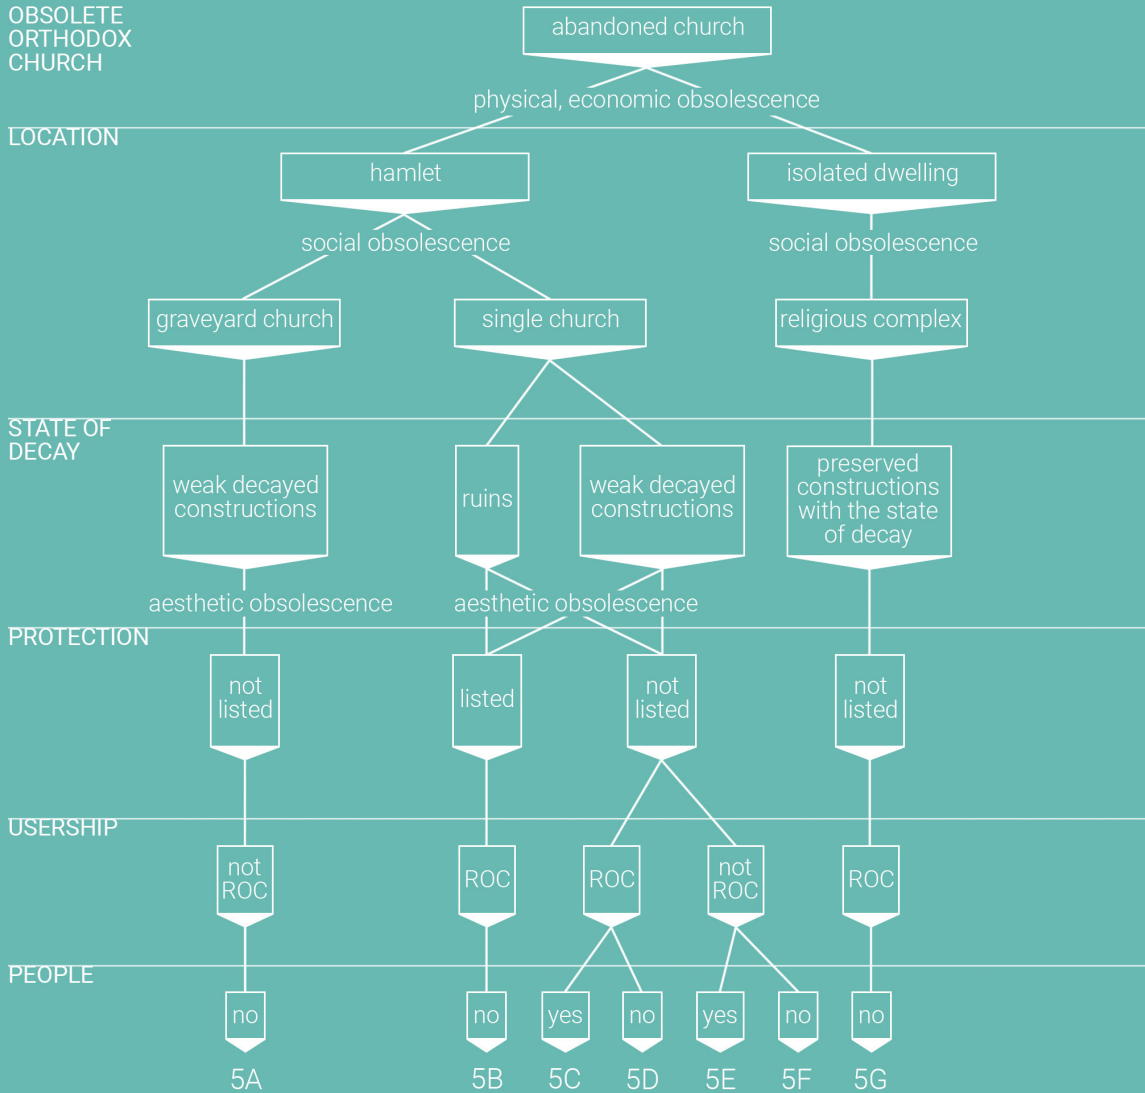 OBSOLETE
ORTHODOX
CHURCH
abandoned church
physical, economic obsolescence
LOCATION
hamlet
isolated dwelling
social obsolescence
social obsolescence
graveyard church
single church
religious complex
STATE OF
DECAY
weak decayed
constructions
ruins
weak decayed
constructions
preserved
constructions
with the state
of decay
aesthetic obsolescence
aesthetic obsolescence
PROTECTION
not
listed
listed
not
listed
not
listed
USERSHIP
not
ROC
ROC
ROC
not
ROC
ROC
PEOPLE
no
no
yes
no
yes
no
no
5A
5B
5C
5D
5E
5F
5G